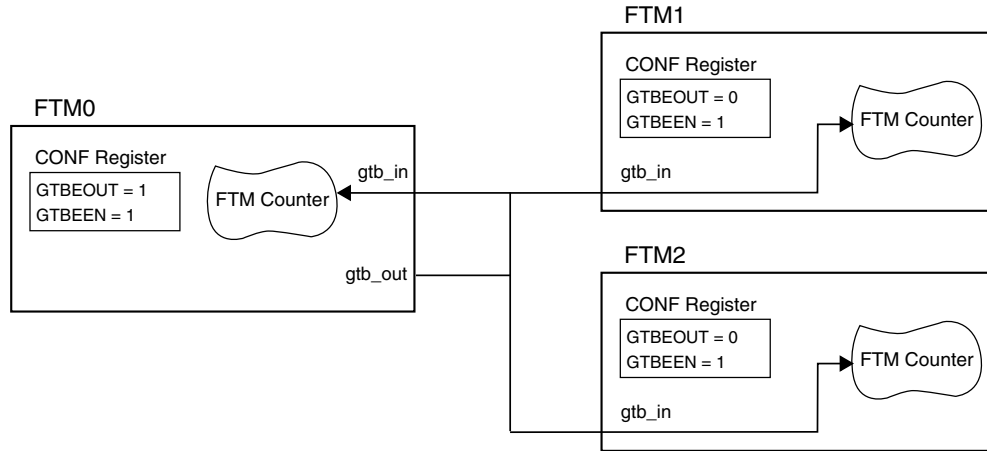 FTM0
CONF Register
GTBEOUT = 1
GTBEEN = 1
FTM Counter
gtb_in
gtb_out
FTM1
CONF Register
GTBEOUT = 0
GTBEEN = 1
FTM Counter
gtb_in
FTM2
CONF Register
GTBEOUT = 0
GTBEEN = 1
FTM Counter
gtb_in